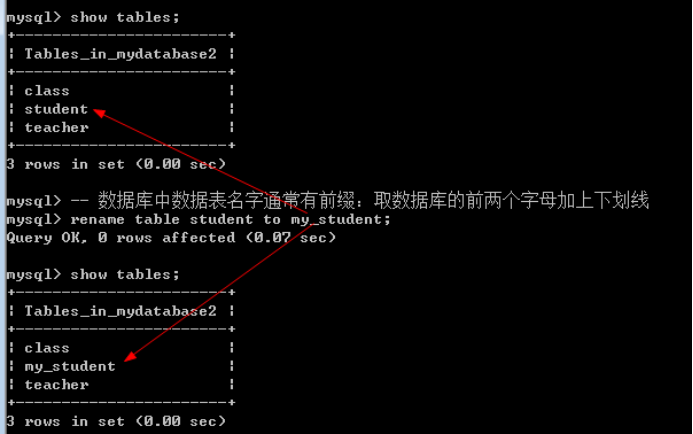 mysql> show tables;
+-----------------------+
| Tables_in_mydatabase2 |
+-----------------------+
| class                 |
| student               |
| teacher               |
+-----------------------+
3 rows in set (0.00 sec)
mysql> -- 数据库中数据表名字通常有前缀：取数据库的前两个字母加上下划线
mysql> rename table student to my_student;
Query OK, 0 rows affected (0.07 sec)
mysql> show tables;
+-----------------------+
| Tables_in_mydatabase2 |
+-----------------------+
| class                 |
| my_student            |
| teacher               |
+-----------------------+
3 rows in set (0.00 sec)